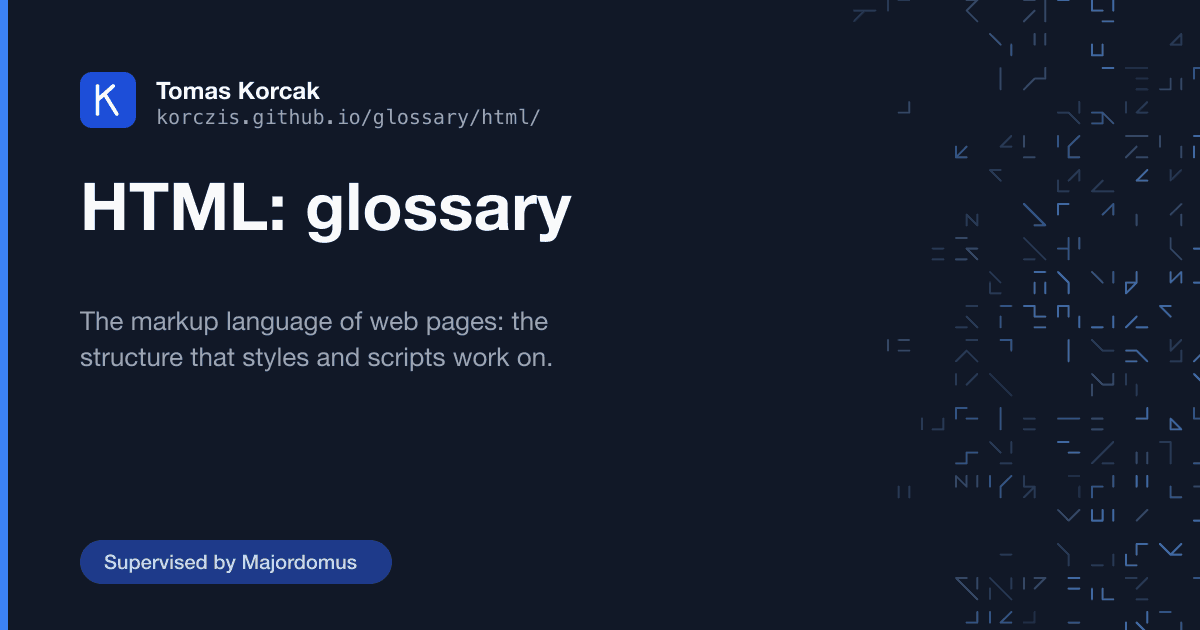 K
Tomas Korcak
korczis.github.io/glossary/html/
HTML: glossary
The markup language of web pages: the
structure that styles and scripts work on.
Supervised by Majordomus